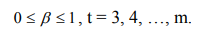 0 ≤ β ≤ 1, t = 3, 4, …, m.